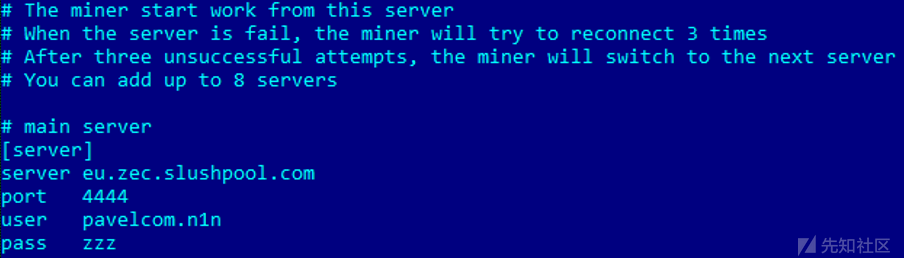 # The miner start work from this server
# When the server is fail, the miner will try to reconnect 3 times
# After three unsuccessful attempts, the miner will switch to the next server
# You can add up to 8 servers
# main server
[server]
server eu.zec.slushpool.com
port   4444
user   pavelcom.n1n
pass   zzz
先知社区